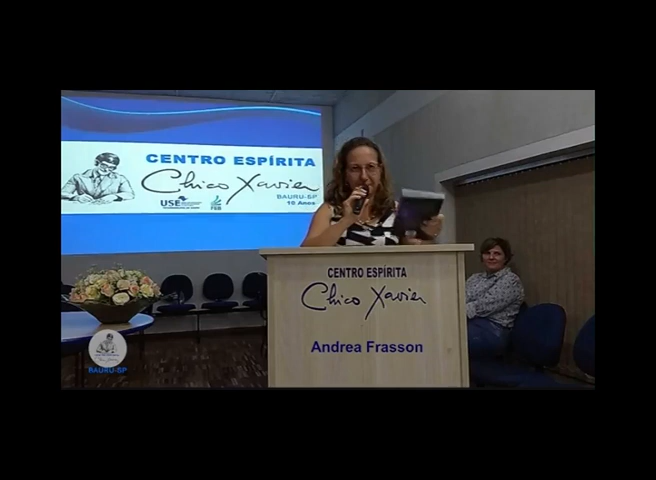 CENTRO ESPÍRITA
Chico Xavier
BAURU-SP
USE
FEB
10 Anos
CENTRO ESPÍRITA
Chico Xavier
Andrea Frasson
BAURU-SP